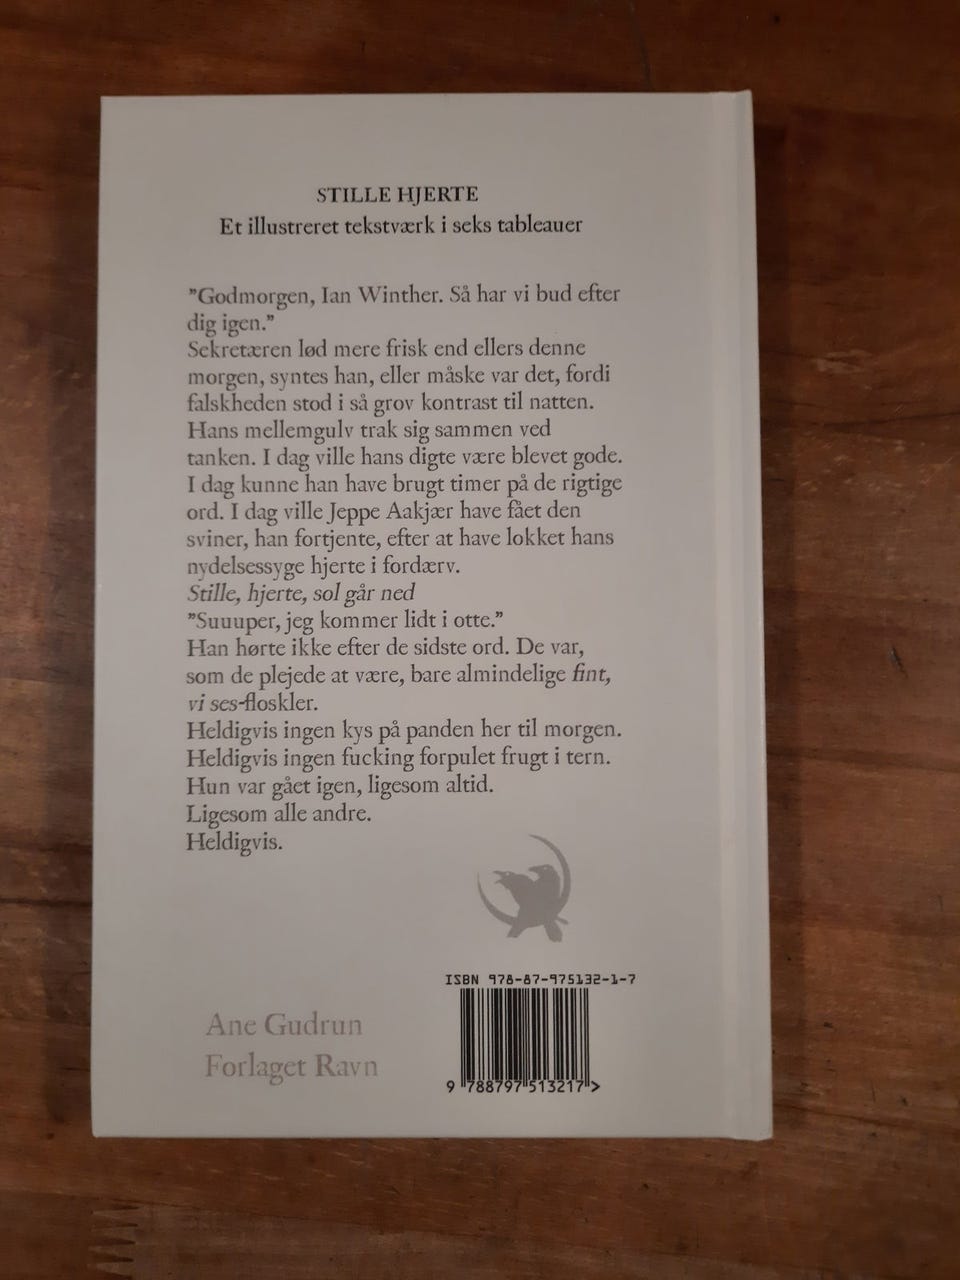 STILLE HJERTE
Et illustreret tekstværk i seks tableauer
”Godmorgen, Ian Winther. Så har vi bud efter
dig igen.”
Sekretæren lød mere frisk end ellers denne
morgen, syntes han, eller måske var det, fordi
falskheden stod i så grov kontrast til natten.
Hans mellemgulv trak sig sammen ved
tanken. I dag ville hans digte være blevet gode.
I dag kunne han have brugt timer på de rigtige
ord. I dag ville Jeppe Aakjær have fået den
sviner, han fortjente, efter at have lokket hans
nydelsessyge hjerte i fordærv.
Stille, hjerte, sol går ned
”Suuuper, jeg kommer lidt i otte.”
Han hørte ikke efter de sidste ord. De var,
som de plejede at være, bare almindelige fint,
vi ses-floskler.
Heldigvis ingen kys på panden her til morgen.
Heldigvis ingen fucking forpulet frugt i tern.
Hun var gået igen, ligesom altid.
Ligesom alle andre.
Heldigvis.
ISBN 978-87-975132-1-7
9 788797 513217 >
Ane Gudrun
Forlaget Ravn